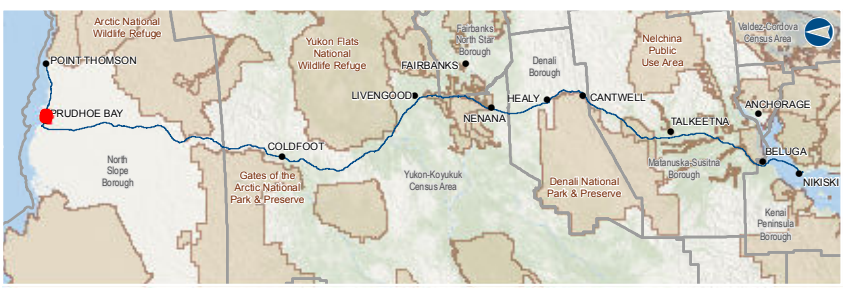 Arctic National
Wildlife Refuge
POINT THOMSON
PRUDHOE BAY
North
Slope
Borough
Yukon Flats
National
Wildlife Refuge
COLDFOOT
Gates of the
Arctic National
Park & Preserve
Fairbanks
North Star
Borough
FAIRBANKS
LIVENGOOD
NENANA
Yukon-Koyukuk
Census Area
Denali
Borough
HEALY
CANTWELL
Denali National
Park & Preserve
Nelchina
Public
Use Area
TALKEETNA
Matanuska-Susitna
Borough
Valdez-Cordova
Census Area
ANCHORAGE
BELUGA
NIKISKI
Kenai
Peninsula
Borough